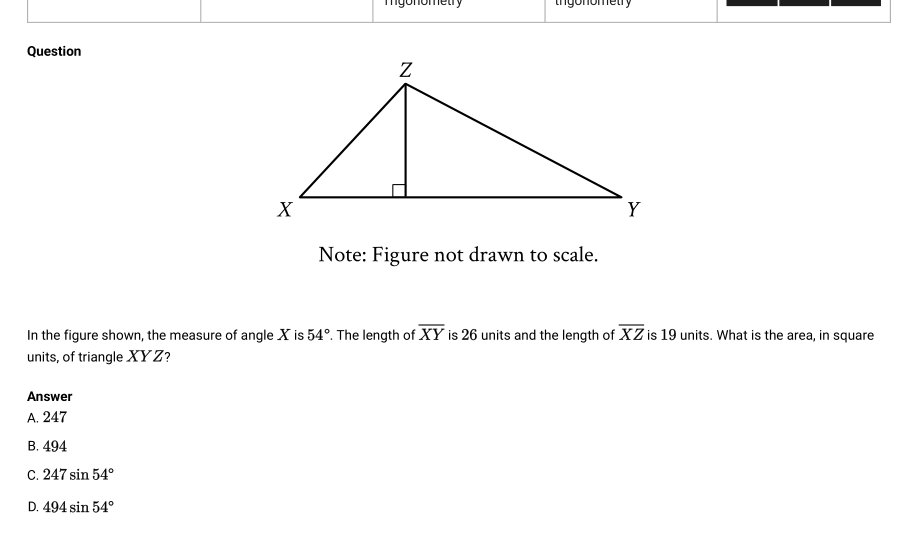 Trigonometry
trigonometry
Question
Z
X
Y
Note: Figure not drawn to scale.
In the figure shown, the measure of angle X is 54°. The length of XY is 26 units and the length of XZ is 19 units. What is the area, in square
units, of triangle XYZ?
Answer
A. 247
B. 494
C. 247 sin 54°
D. 494 sin 54°